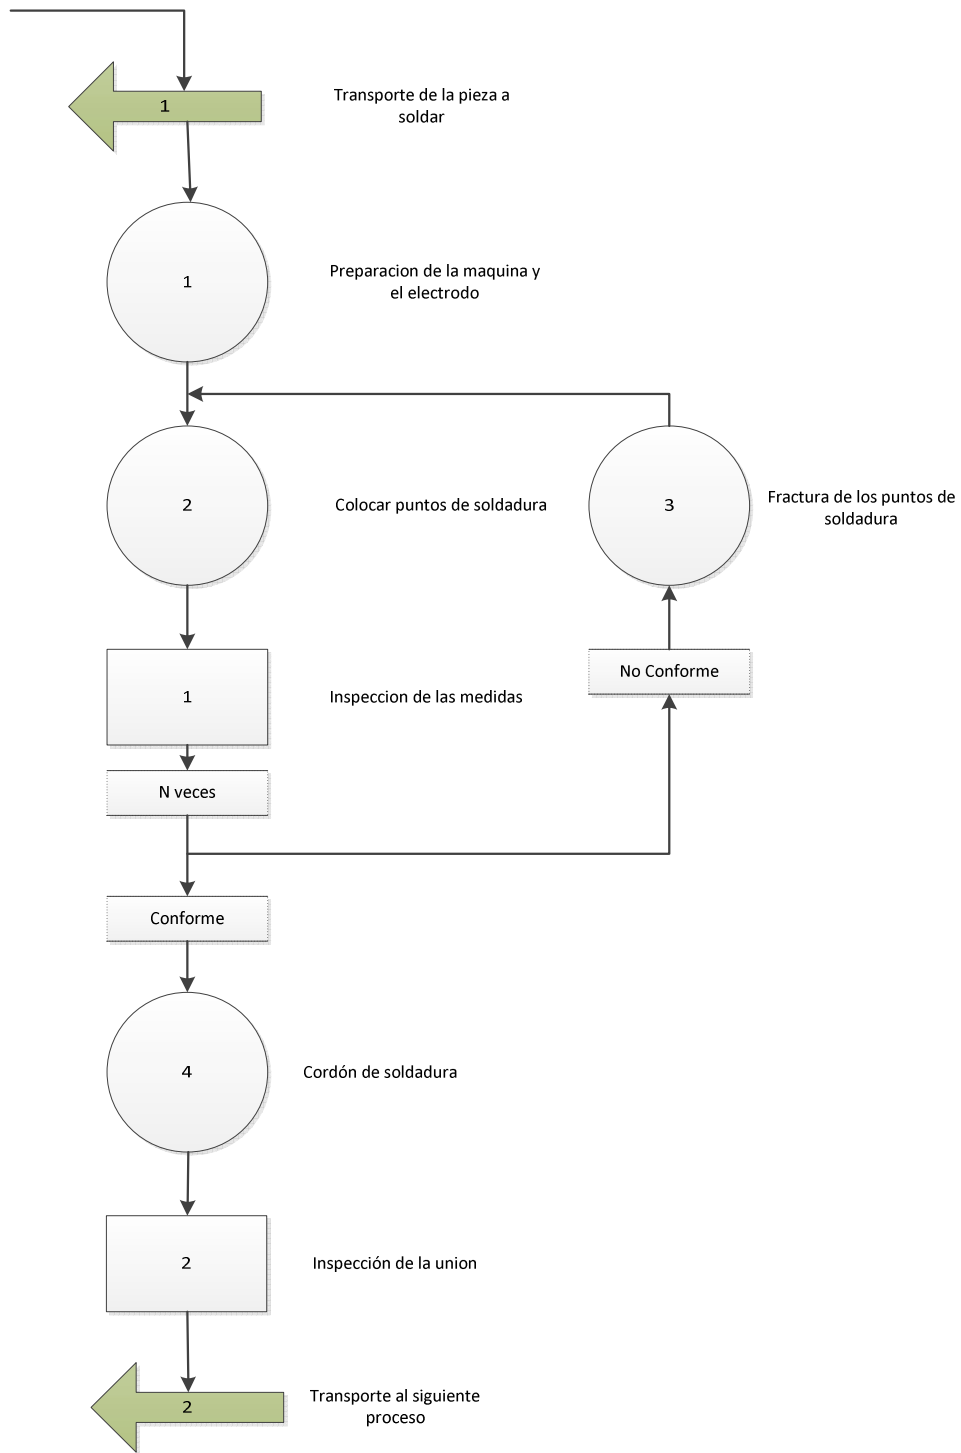 1
Transporte de la pieza a
soldar
1
Preparacion de la maquina y
el electrodo
2
Colocar puntos de soldadura
3
Fractura de los puntos de
soldadura
1
Inspeccion de las medidas
No Conforme
N veces
Conforme
4
Cordón de soldadura
2
Inspección de la union
2
Transporte al siguiente
proceso